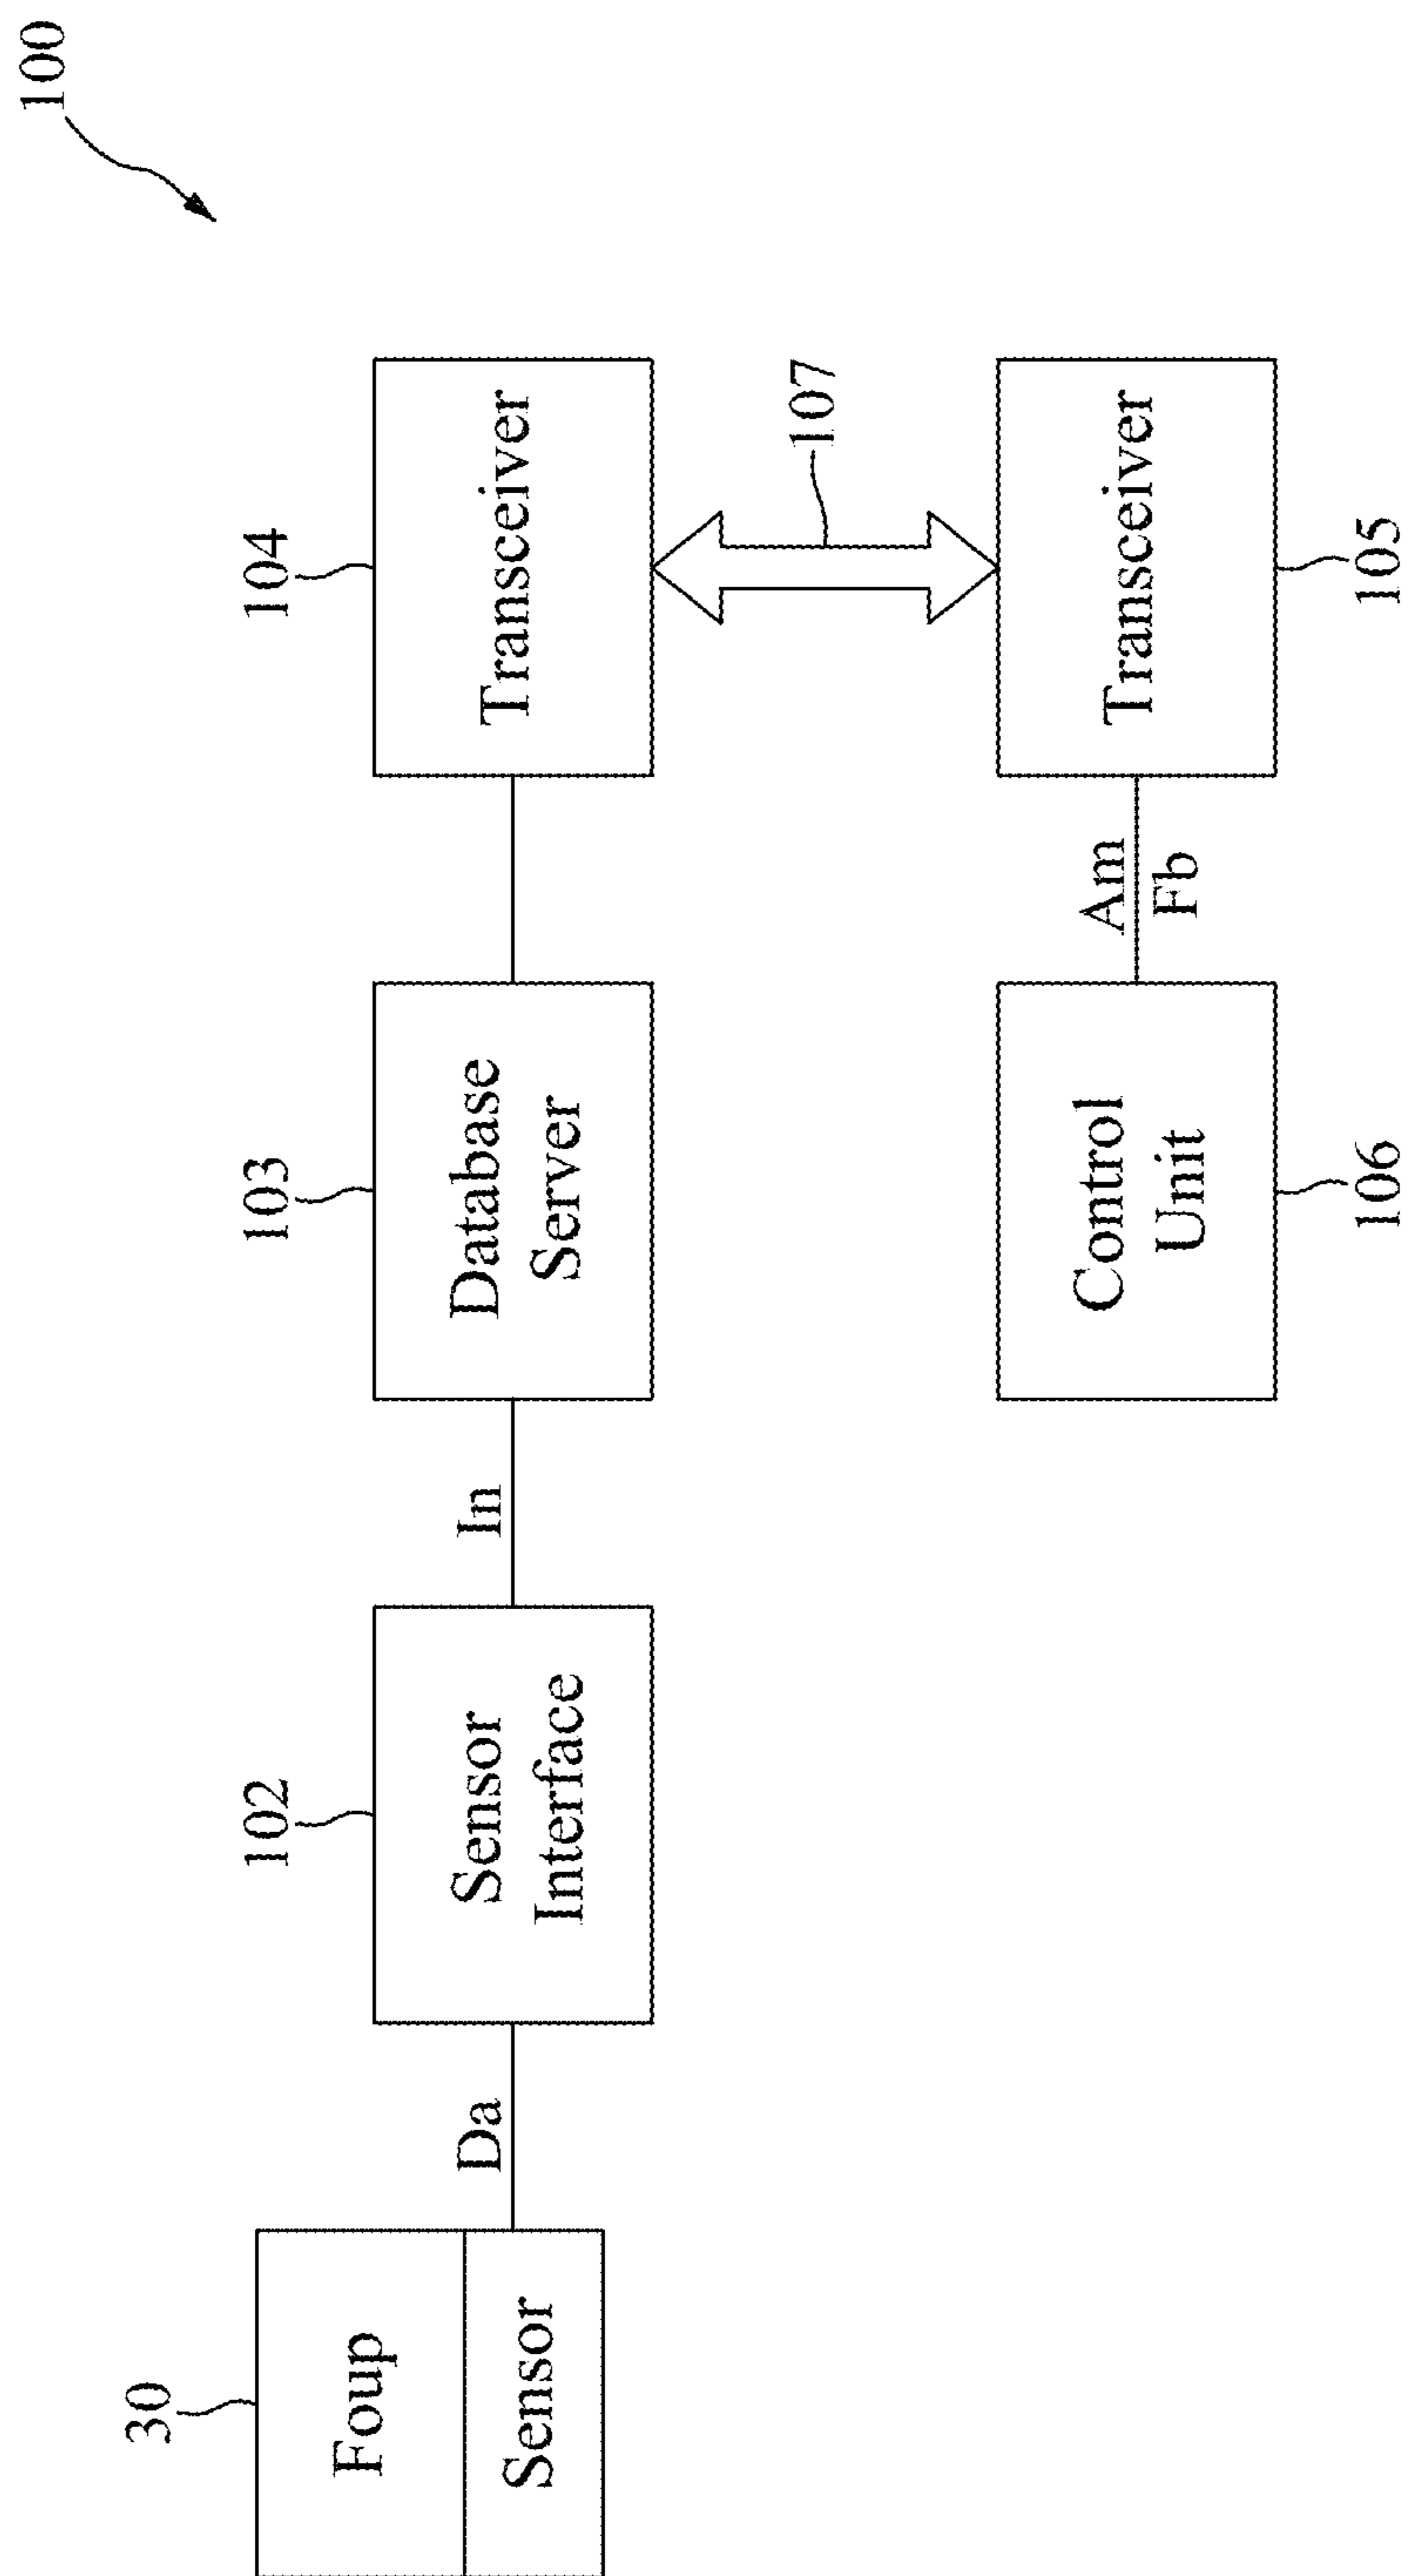 100
30
Foup
Sensor
Da
102
Sensor
Interface
In
103
Database
Server
104
Transceiver
107
106
Control
Unit
Am
Fb
105
Transceiver